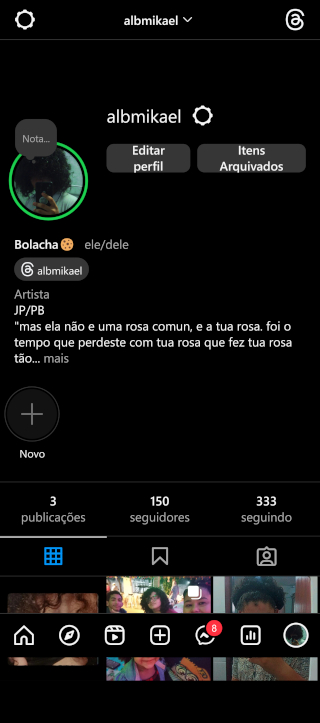 albmikael
albmikael
Nota...
Editar
perfil
Itens
Arquivados
Bolacha🍪 ele/dele
albmikael
Artista
JP/PB
"mas ela não e uma rosa comun, e a tua rosa. foi o
tempo que perdeste com tua rosa que fez tua rosa
tão... mais
Novo
3
publicações
150
seguidores
333
seguindo
8